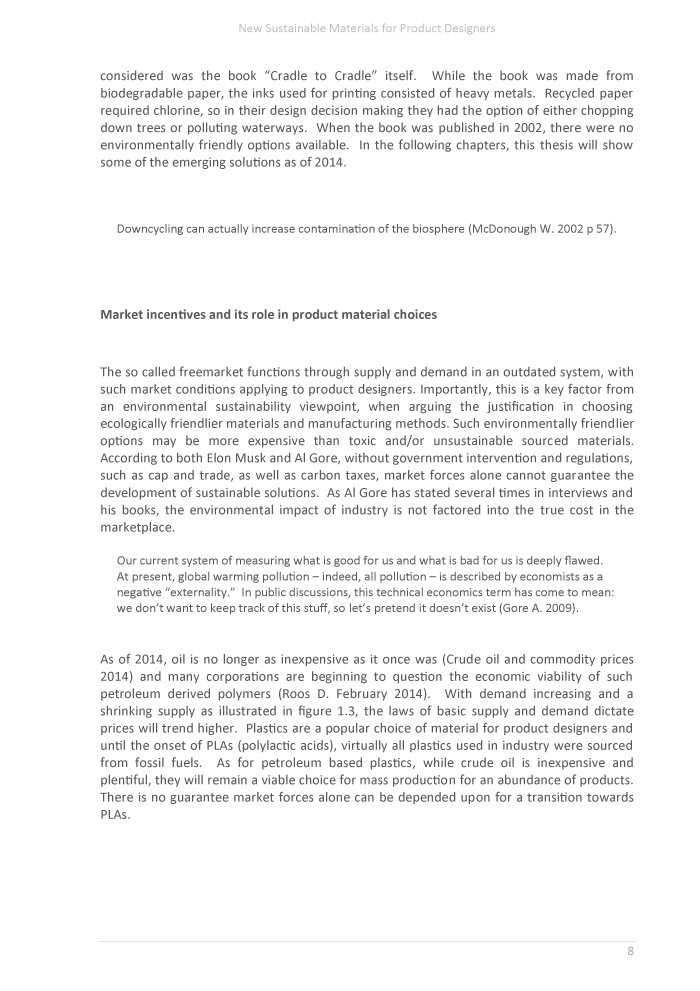 New Sustainable Materials for Product Designers
considered was the book “Cradle to Cradle” itself.  While the book was made from
biodegradable paper, the inks used for printing consisted of heavy metals.  Recycled paper
required chlorine, so in their design decision making they had the option of either chopping
down trees or polluting waterways.  When the book was published in 2002, there were no
environmentally friendly options available.  In the following chapters, this thesis will show
some of the emerging solutions as of 2014.
Downcycling can actually increase contamination of the biosphere (McDonough W. 2002 p 57).
Market incentives and its role in product material choices
The so called freemarket functions through supply and demand in an outdated system, with
such market conditions applying to product designers. Importantly, this is a key factor from
an environmental sustainability viewpoint, when arguing the justification in choosing
ecologically friendlier materials and manufacturing methods. Such environmentally friendlier
options may be more expensive than toxic and/or unsustainable sourced materials.
According to both Elon Musk and Al Gore, without government intervention and regulations,
such as cap and trade, as well as carbon taxes, market forces alone cannot guarantee the
development of sustainable solutions.  As Al Gore has stated several times in interviews and
his books, the environmental impact of industry is not factored into the true cost in the
marketplace.
Our current system of measuring what is good for us and what is bad for us is deeply flawed.
At present, global warming pollution – indeed, all pollution – is described by economists as a
negative “externality.”  In public discussions, this technical economics term has come to mean:
we don’t want to keep track of this stuff, so let’s pretend it doesn’t exist (Gore A. 2009).
As of 2014, oil is no longer as inexpensive as it once was (Crude oil and commodity prices
2014) and many corporations are beginning to question the economic viability of such
petroleum derived polymers (Roos D. February 2014).  With demand increasing and a
shrinking supply as illustrated in figure 1.3, the laws of basic supply and demand dictate
prices will trend higher.  Plastics are a popular choice of material for product designers and
until the onset of PLAs (polylactic acids), virtually all plastics used in industry were sourced
from fossil fuels.  As for petroleum based plastics, while crude oil is inexpensive and
plentiful, they will remain a viable choice for mass production for an abundance of products.
There is no guarantee market forces alone can be depended upon for a transition towards
PLAs.
8